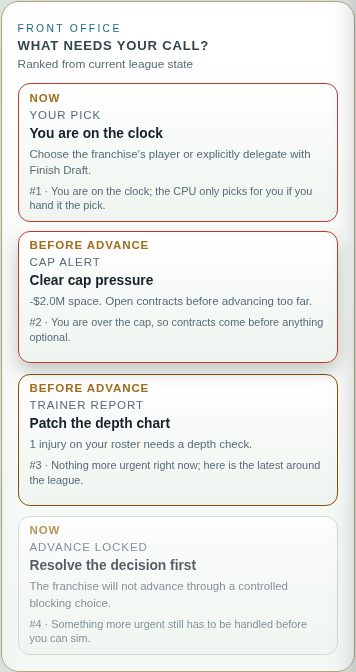 FRONT OFFICE
WHAT NEEDS YOUR CALL?
Ranked from current league state
NOW
YOUR PICK
You are on the clock
Choose the franchise's player or explicitly delegate with
Finish Draft.
#1 · You are on the clock; the CPU only picks for you if you
hand it the pick.
BEFORE ADVANCE
CAP ALERT
Clear cap pressure
-$2.0M space. Open contracts before advancing too far.
#2 · You are over the cap, so contracts come before anything
optional.
BEFORE ADVANCE
TRAINER REPORT
Patch the depth chart
1 injury on your roster needs a depth check.
#3 · Nothing more urgent right now; here is the latest around
the league.
NOW
ADVANCE LOCKED
Resolve the decision first
The franchise will not advance through a controlled
blocking choice.
#4 · Something more urgent still has to be handled before
you can sim.